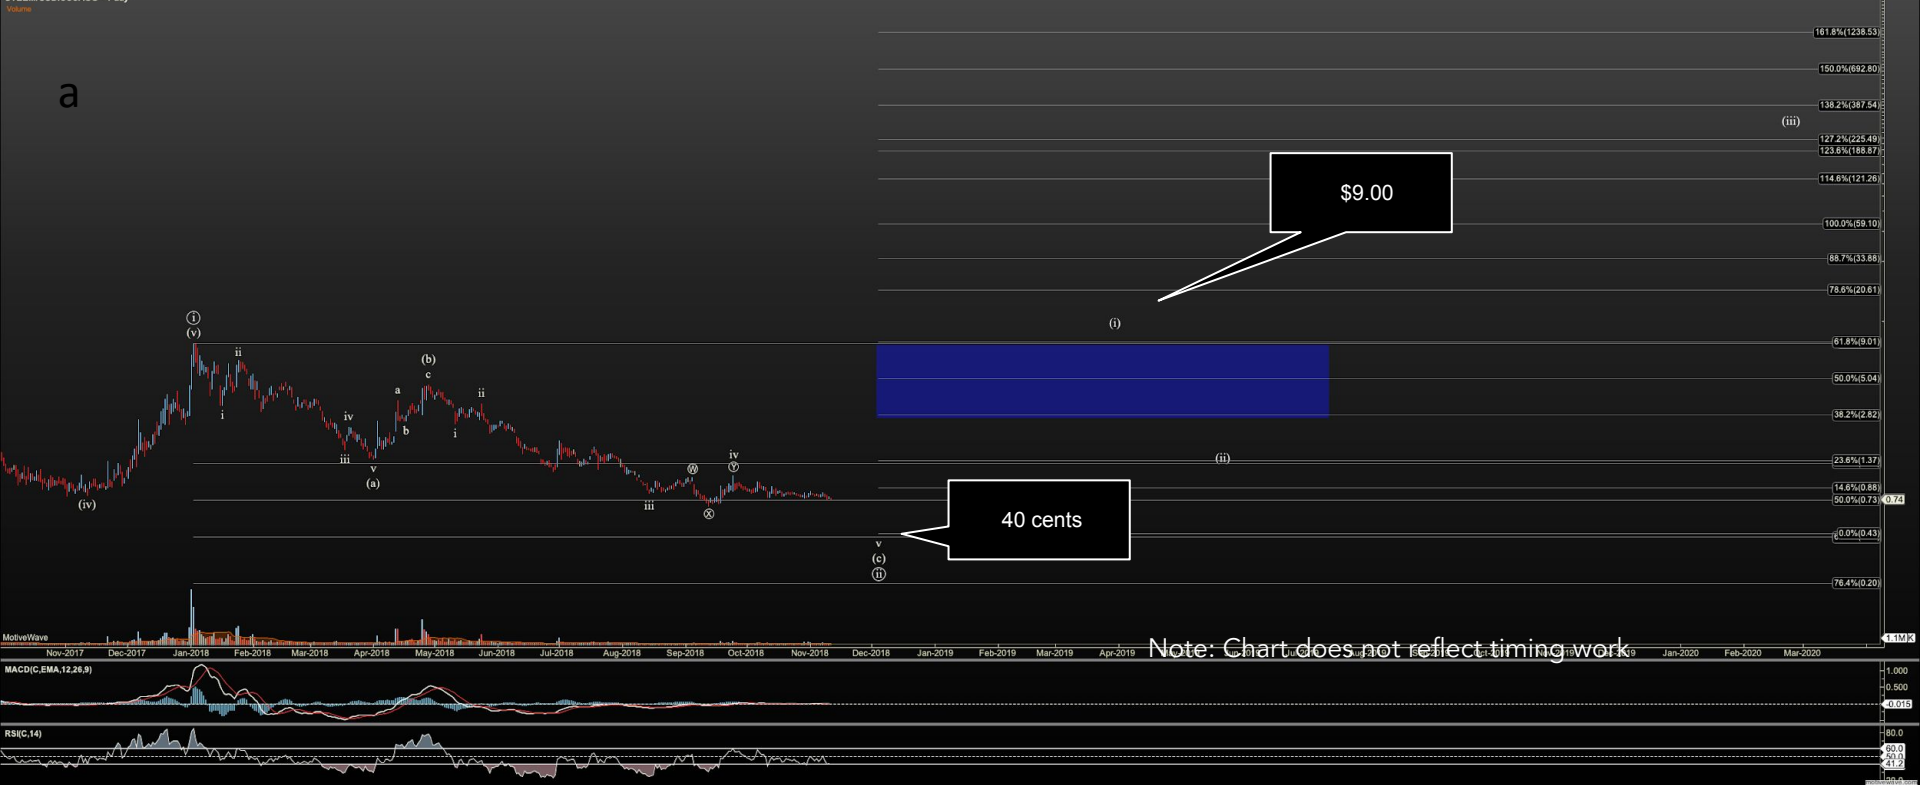 Volume
161.8%(1238.53)
150.0%(692.80)
a
138.2%(387.54)
(iii)
127.2%(225.49)
123.6%(188.87)
114.6%(121.26)
$9.00
100.0%(59.10)
88.7%(33.88)
78.6%(20.61)
i
(v)
(i)
61.8%(9.01)
ii
(b)
c
50.0%(5.04)
a
ii
i
iv
38.2%(2.82)
b
i
iii
iv
(ii)
23.6%(1.37)
v
W
Y
(a)
14.6%(0.88)
(iv)
iii
X
50.0%(0.73)
0.74
40 cents
0.0%(0.43)
v
(c)
ii
76.4%(0.20)
MotiveWave
1.1M
Note: Chart does not reflect timing work
Nov-2017 Dec-2017 Jan-2018 Feb-2018 Mar-2018 Apr-2018 May-2018 Jun-2018 Jul-2018 Aug-2018 Sep-2018 Oct-2018 Nov-2018 Dec-2018 Jan-2019 Feb-2019 Mar-2019 Apr-2019 Jan-2020 Feb-2020 Mar-2020
MACD(C,EMA,12,26,9)
1.000
0.500
-0.015
RSI(C,14)
80.0
60.0
50.0
41.2